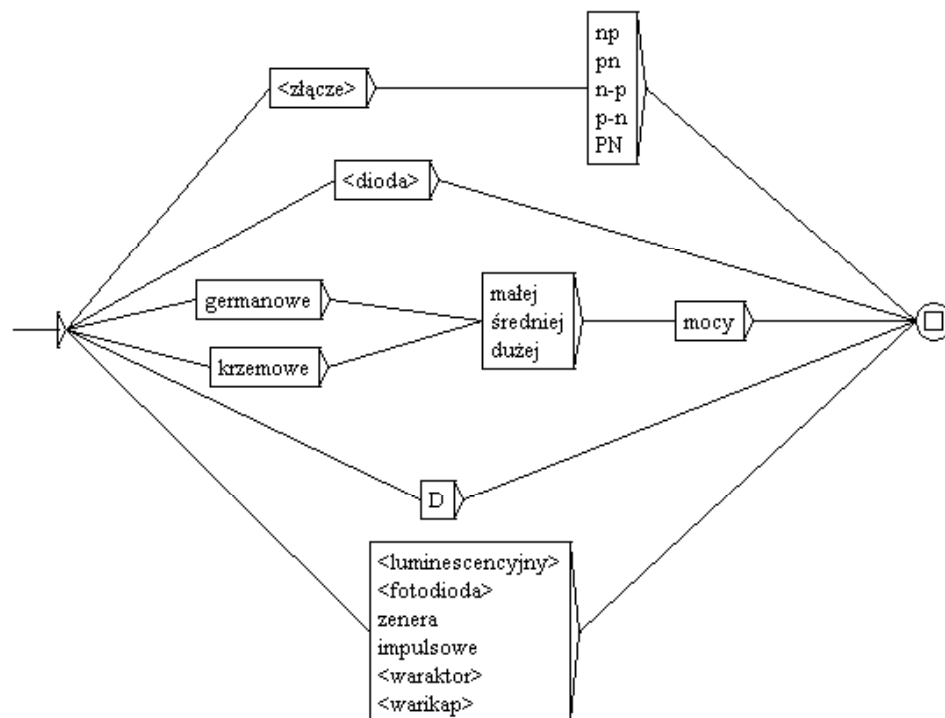 np
pn
<złącze>
n-p
p-n
PN
<dioda>
germanowe
małej
średniej
dużej
mocy
krzemowe
D
<luminescencyjny>
<fotodioda>
zenera
impulsowe
<waraktor>
<warikap>